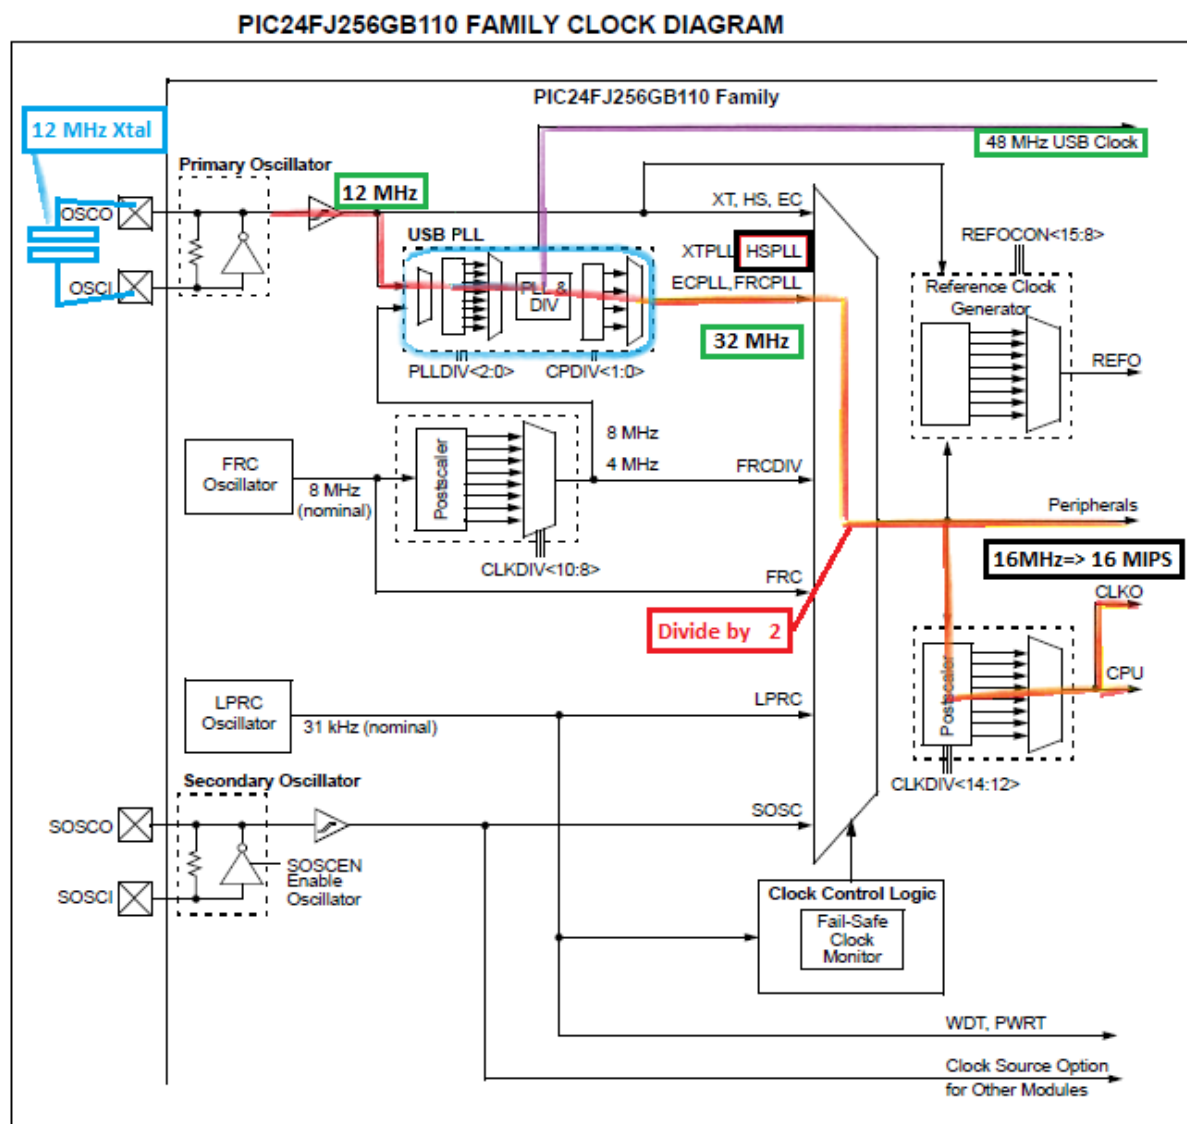 PIC24FJ256GB110 FAMILY CLOCK DIAGRAM
PIC24FJ256GB110 Family
12 MHz Xtal
48 MHz USB Clock
Primary Oscillator
12 MHz
XT, HS, EC
OSCO
USB PLL
XTPLL, HSPLL
REFOCON<15:8>
OSCI
PLL &
DIV
ECPLL,FRCPLL
Reference Clock
Generator
32 MHz
PLLDIV<2:0>
CPDIV<1:0>
REFO
8 MHz
4 MHz
FRC
Oscillator
8 MHz
(nominal)
Postscaler
FRCDIV
Peripherals
CLKDIV<10:8>
FRC
16MHz=> 16 MIPS
CLKO
Divide by 2
Postscaler
CPU
LPRC
Oscillator
31 kHz (nominal)
LPRC
CLKDIV<14:12>
Secondary Oscillator
SOSCO
SOSC
SOSCEN
Enable
Oscillator
SOSCI
Clock Control Logic
Fail-Safe
Clock
Monitor
WDT, PWRT
Clock Source Option
for Other Modules